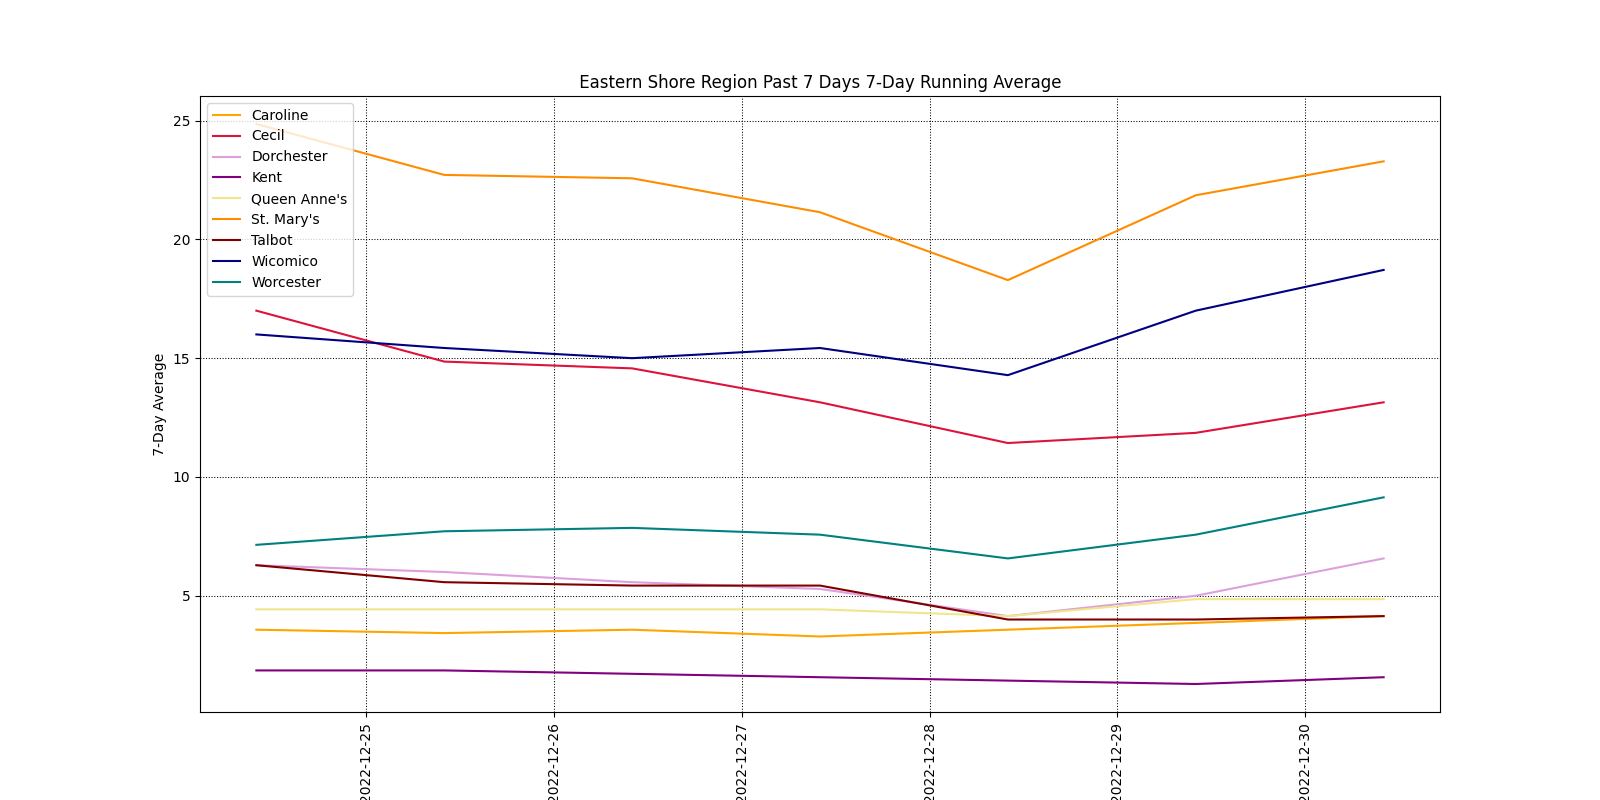 Eastern Shore Region Past 7 Days 7-Day Running Average
7-Day Average
25
20
15
10
5
Caroline
Cecil
Dorchester
Kent
Queen Anne's
St. Mary's
Talbot
Wicomico
Worcester
2022-12-25
2022-12-26
2022-12-27
2022-12-28
2022-12-29
2022-12-30